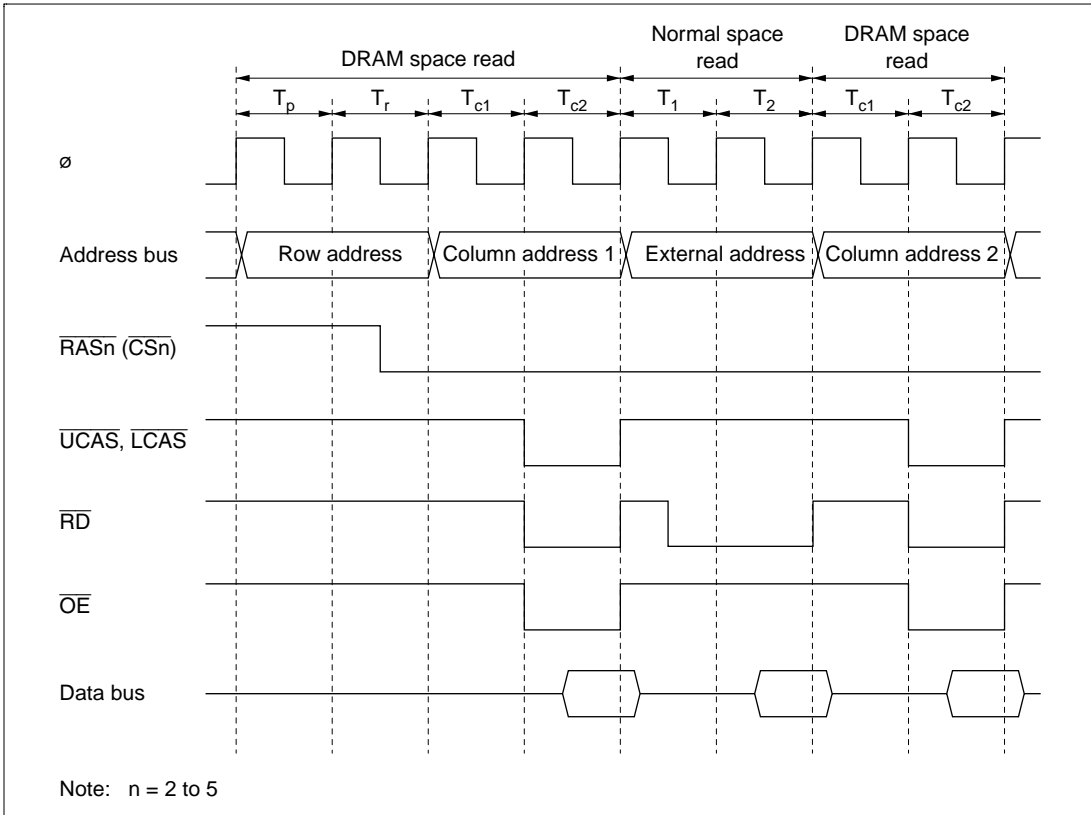 DRAM space read
Normal space
read
DRAM space
read
Tp Tr Tc1 Tc2 T1 T2 Tc1 Tc2
ø
Address bus Row address Column address 1 External address Column address 2
RASn (CSn)
UCAS, LCAS
RD
OE
Data bus
Note: n = 2 to 5